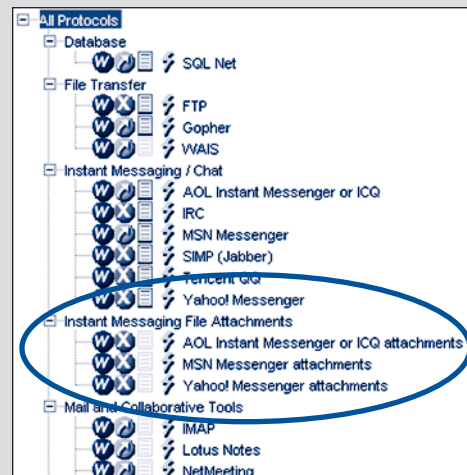 All Protocols
Database
SQL Net
File Transfer
FTP
Gopher
WAIS
Instant Messaging / Chat
AOL Instant Messenger or ICQ
IRC
MSN Messenger
SIMP (Jabber)
Tencent QQ
Yahoo! Messenger
Instant Messaging File Attachments
AOL Instant Messenger or ICQ attachments
MSN Messenger attachments
Yahoo! Messenger attachments
Mail and Collaborative Tools
IMAP
Lotus Notes
NetMeeting